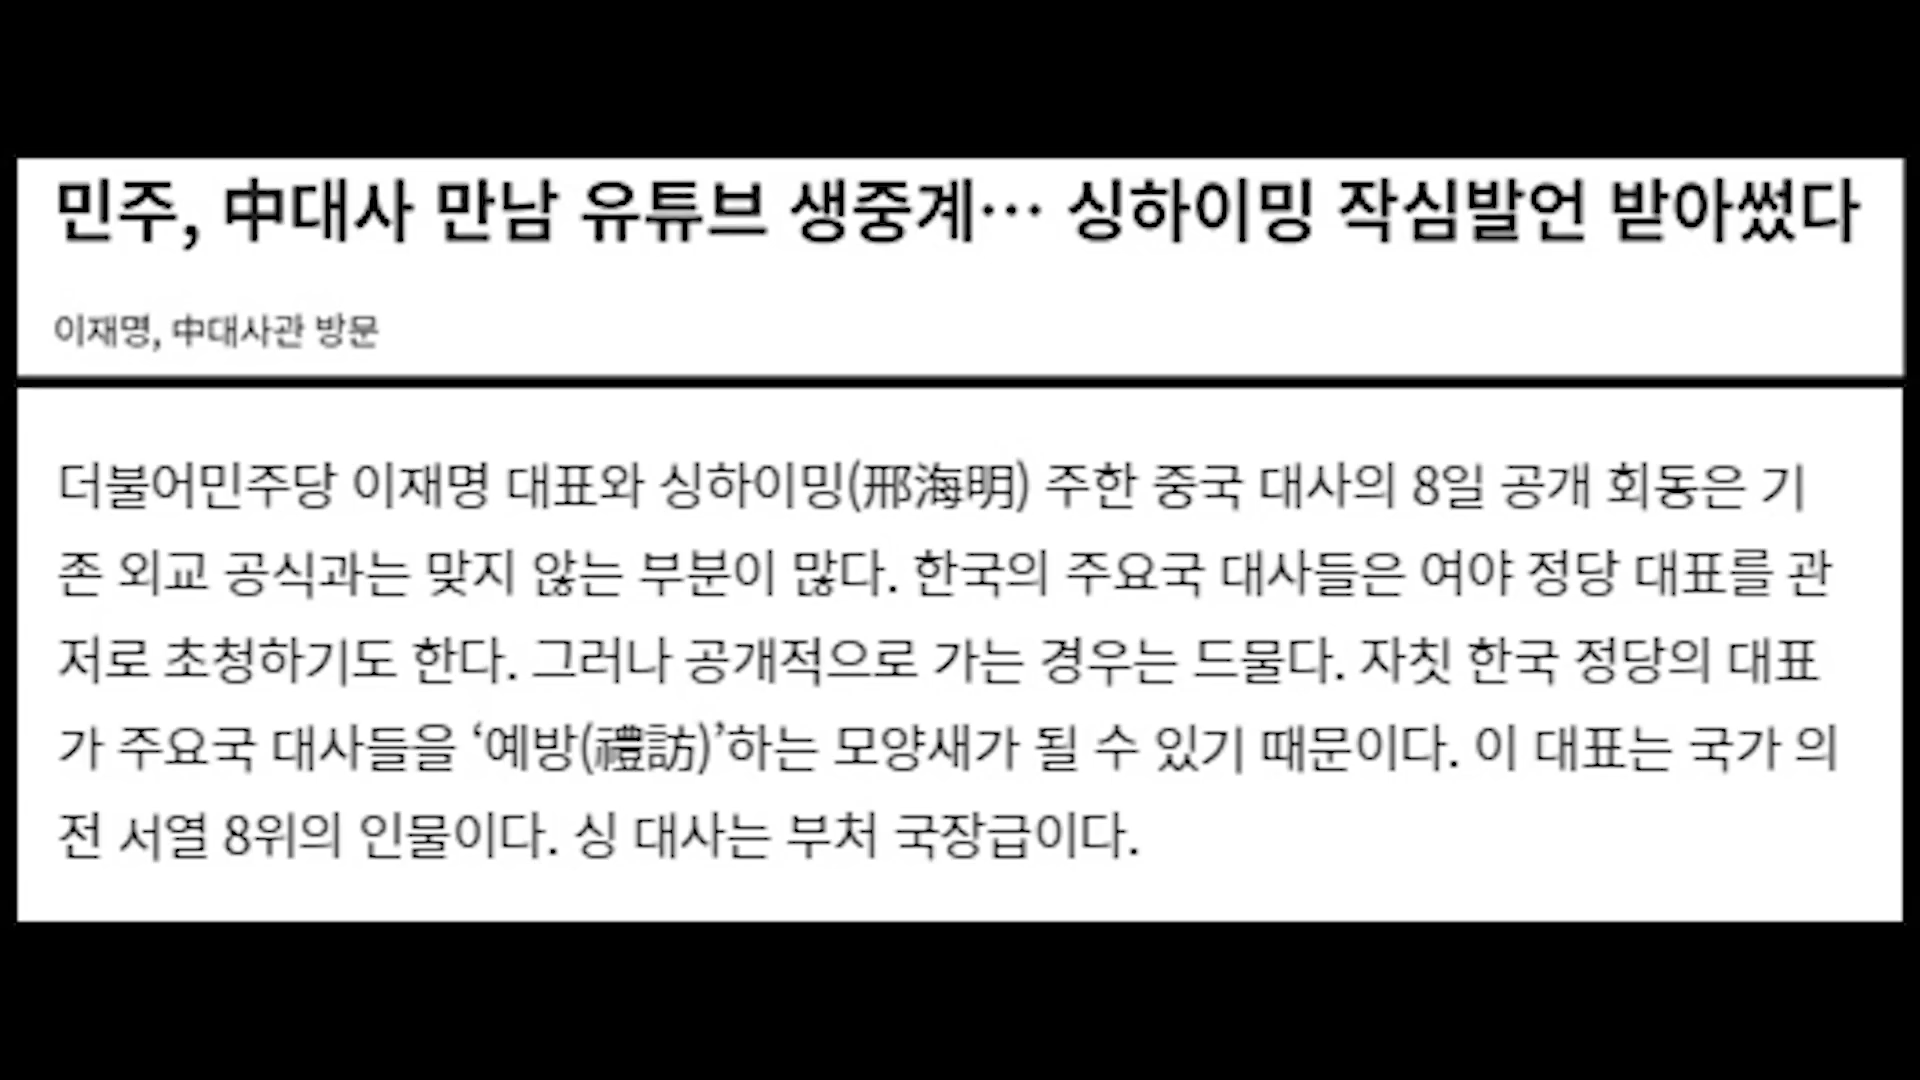 민주, 中대사 만남 유튜브 생중계… 싱하이밍 작심발언 받아썼다
이재명, 中대사관 방문
더불어민주당 이재명 대표와 싱하이밍(邢海明) 주한 중국 대사의 8일 공개 회동은 기
존 외교 공식과는 맞지 않는 부분이 많다. 한국의 주요국 대사들은 여야 정당 대표를 관
저로 초청하기도 한다. 그러나 공개적으로 가는 경우는 드물다. 자칫 한국 정당의 대표
가 주요국 대사들을 ‘예방(禮訪)’하는 모양새가 될 수 있기 때문이다. 이 대표는 국가 의
전 서열 8위의 인물이다. 싱 대사는 부처 국장급이다.